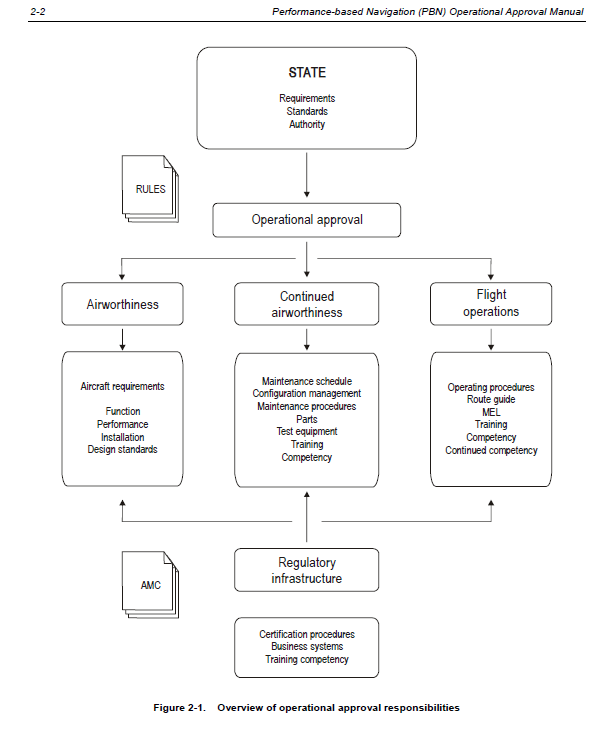 2-2
Performance-based Navigation (PBN) Operational Approval Manual
STATE
Requirements
Standards
Authority
RULES
Operational approval
Airworthiness
Continued
airworthiness
Flight
operations
Aircraft requirements
Function
Performance
Installation
Design standards
Maintenance schedule
Configuration management
Maintenance procedures
Parts
Test equipment
Training
Competency
Operating procedures
Route guide
MEL
Training
Competency
Continued competency
AMC
Regulatory
infrastructure
Certification procedures
Business systems
Training competency
Figure 2-1. Overview of operational approval responsibilities